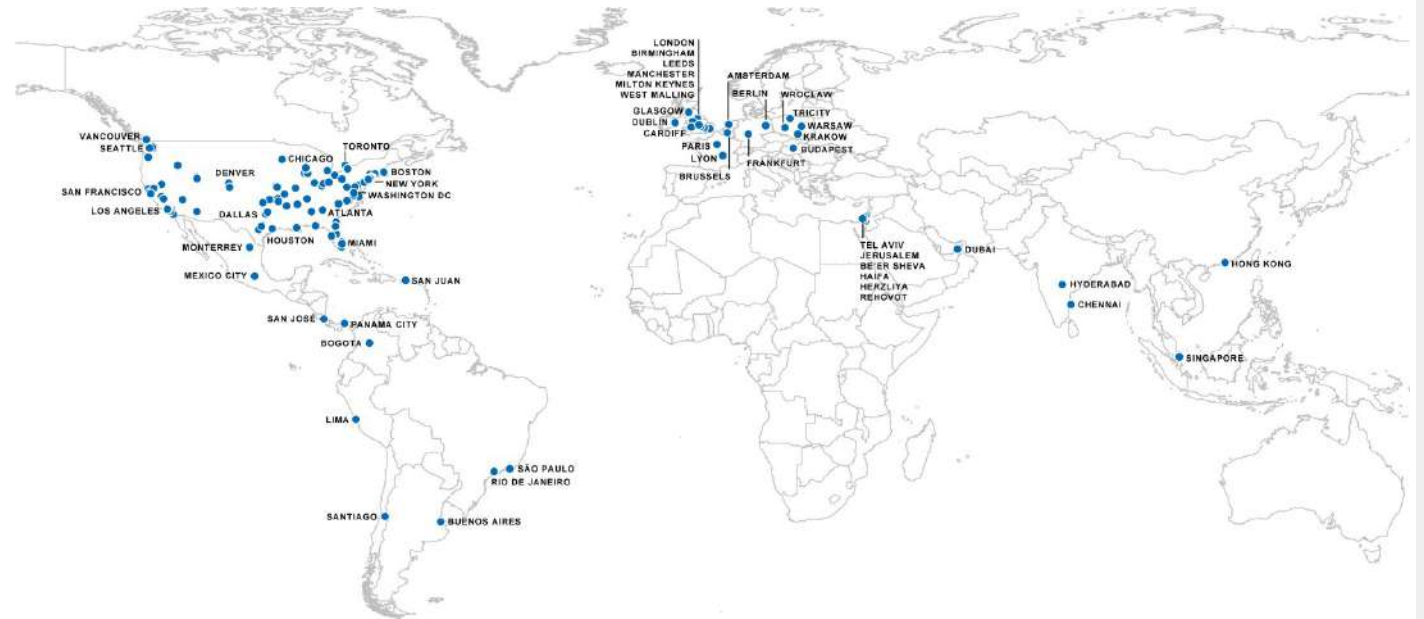 LONDON
BIRMINGHAM
LEEDS
MANCHESTER
MILTON KEYNES
WEST MALLING
AMSTERDAM
BERLIN
WROCLAW
GLASGOW
DUBLIN
CARDIFF
TRICITY
WARSAW
KRAKOW
BUDAPEST
PARIS
LYON
FRANKFURT
BRUSSELS
VANCOUVER
SEATTLE
TORONTO
CHICAGO
DENVER
BOSTON
NEW YORK
WASHINGTON DC
SAN FRANCISCO
LOS ANGELES
DALLAS
ATLANTA
HOUSTON
MIAMI
MONTERREY
MEXICO CITY
SAN JUAN
SAN JOSÉ
PANAMA CITY
BOGOTA
LIMA
SÃO PAULO
RIO DE JANEIRO
SANTIAGO
BUENOS AIRES
TEL AVIV
JERUSALEM
BE'ER SHEVA
HAIFA
HERZLIYA
REHOVOT
DUBAI
HYDERABAD
CHENNAI
HONG KONG
SINGAPORE